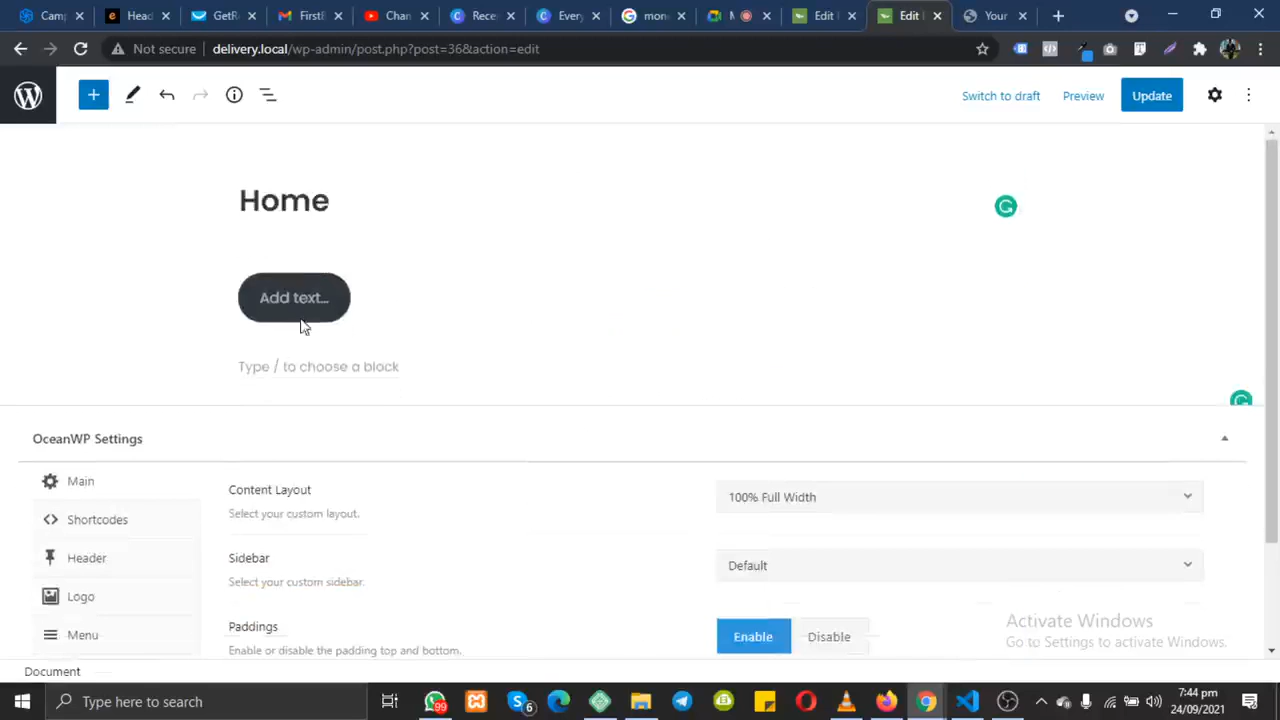 Camp
Head
GetR
FirstE
Chan
Rece
Every
mon
M
Edit
Edit
Your
Not secure
delivery.local/wp-admin/post.php?post=36&action=edit
Switch to draft
Preview
Update
Home
Add text...
Type / to choose a block
OceanWP Settings
Main
Shortcodes
Header
Logo
Menu
Content Layout
Select your custom layout.
100% Full Width
Sidebar
Select your custom sidebar.
Default
Paddings
Enable or disable the padding top and bottom.
Enable
Disable
Activate Windows
Go to Settings to activate Windows.
Document
Type here to search
99
6
7:44 pm
24/09/2021